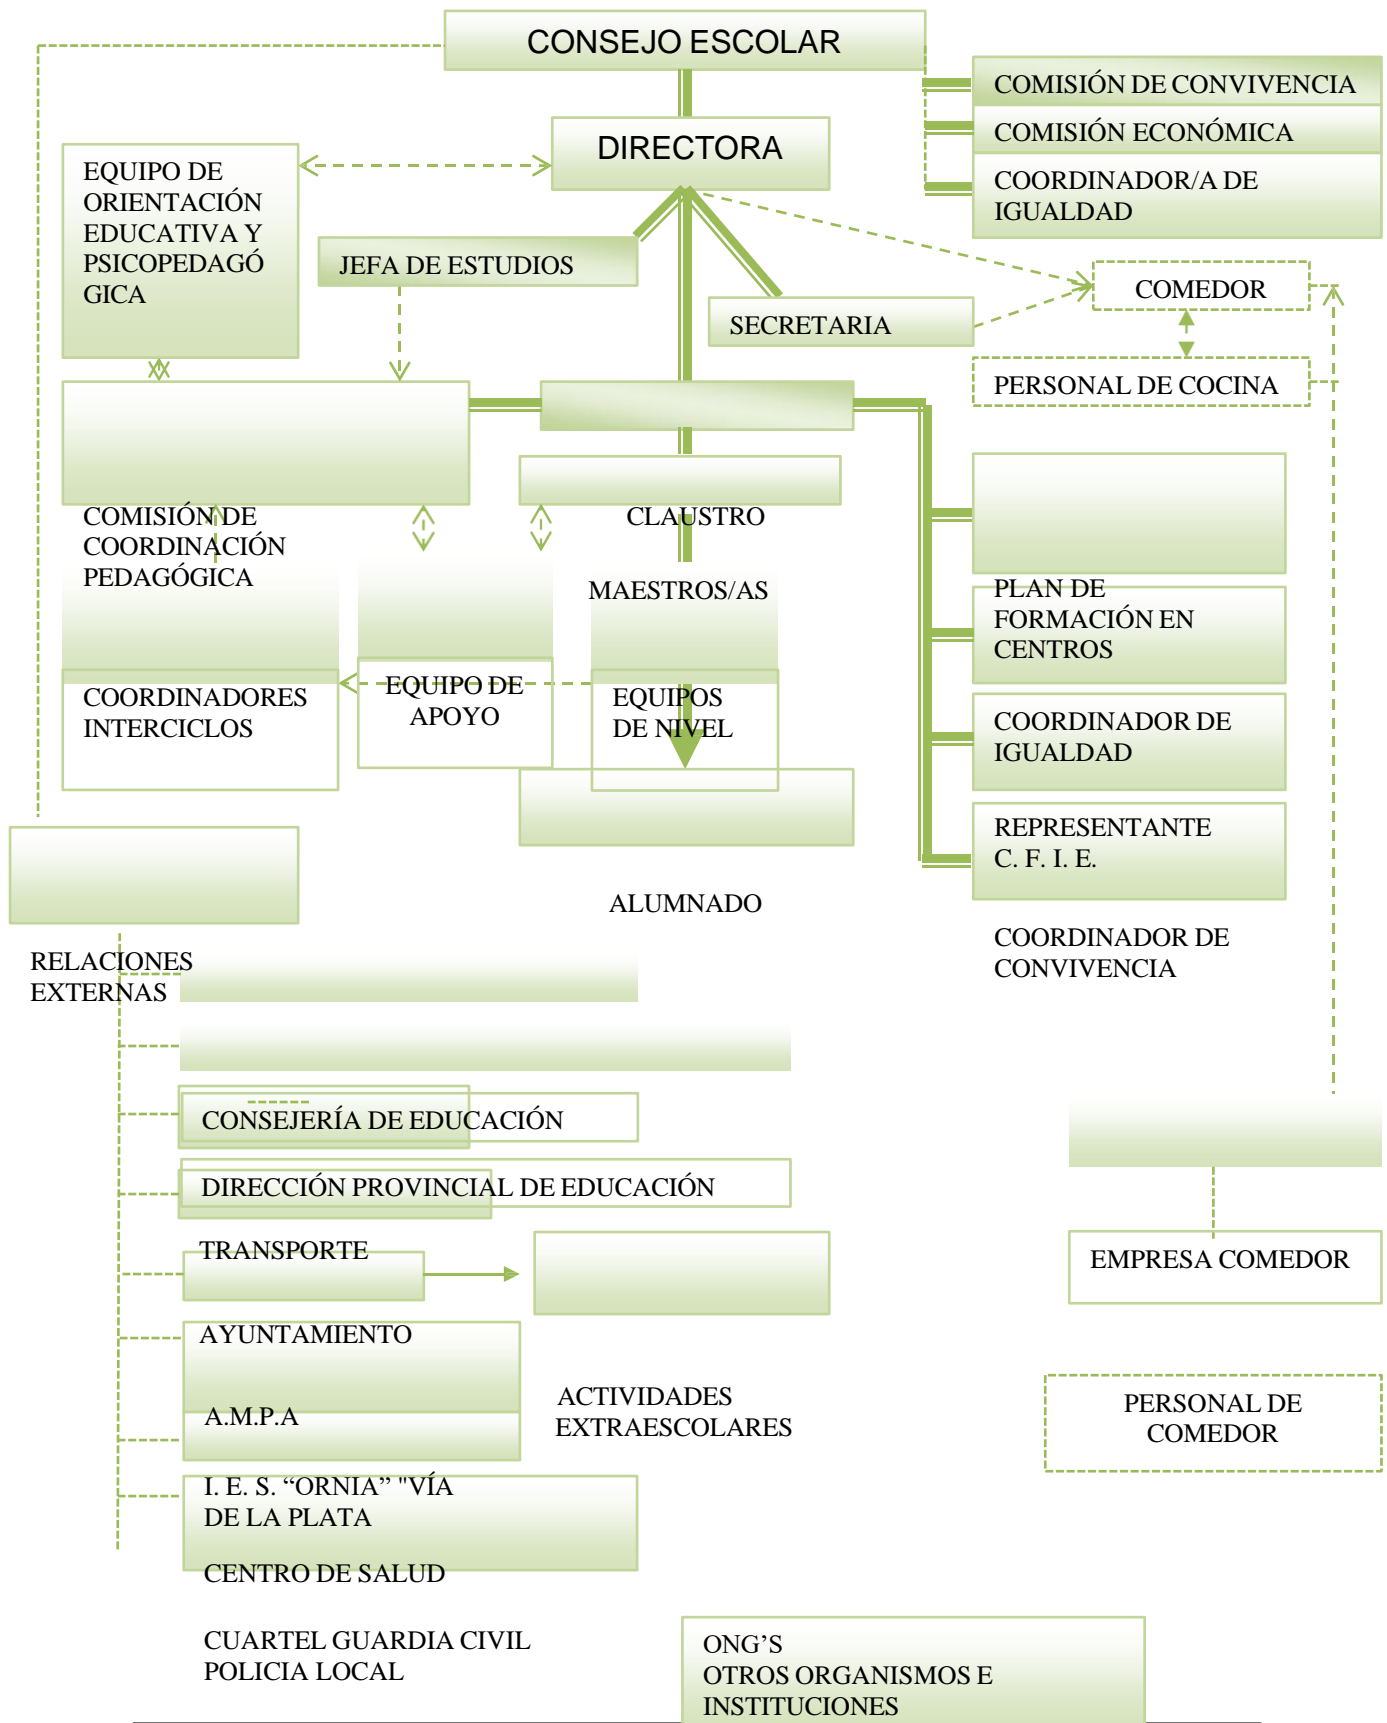 CONSEJO ESCOLAR
COMISIÓN DE CONVIVENCIA
COMISIÓN ECONÓMICA
COORDINADOR/A DE
IGUALDAD
DIRECTORA
EQUIPO DE
ORIENTACIÓN
EDUCATIVA Y
PSICOPEDAGÓ
GICA
JEFA DE ESTUDIOS
SECRETARIA
COMEDOR
PERSONAL DE COCINA
COMISIÓN DE
COORDINACIÓN
PEDAGÓGICA
CLAUSTRO
MAESTROS/AS
PLAN DE
FORMACIÓN EN
CENTROS
COORDINADORES
INTERCICLOS
EQUIPO DE
APOYO
EQUIPOS
DE NIVEL
COORDINADOR DE
IGUALDAD
REPRESENTANTE
C. F. I. E.
ALUMNADO
COORDINADOR DE
CONVIVENCIA
RELACIONES
EXTERNAS
CONSEJERÍA DE EDUCACIÓN
DIRECCIÓN PROVINCIAL DE EDUCACIÓN
TRANSPORTE
EMPRESA COMEDOR
AYUNTAMIENTO
A.M.P.A
ACTIVIDADES
EXTRAESCOLARES
PERSONAL DE
COMEDOR
I. E. S. “ORNIA” "VÍA
DE LA PLATA
CENTRO DE SALUD
CUARTEL GUARDIA CIVIL
POLICIA LOCAL
ONG’S
OTROS ORGANISMOS E
INSTITUCIONES